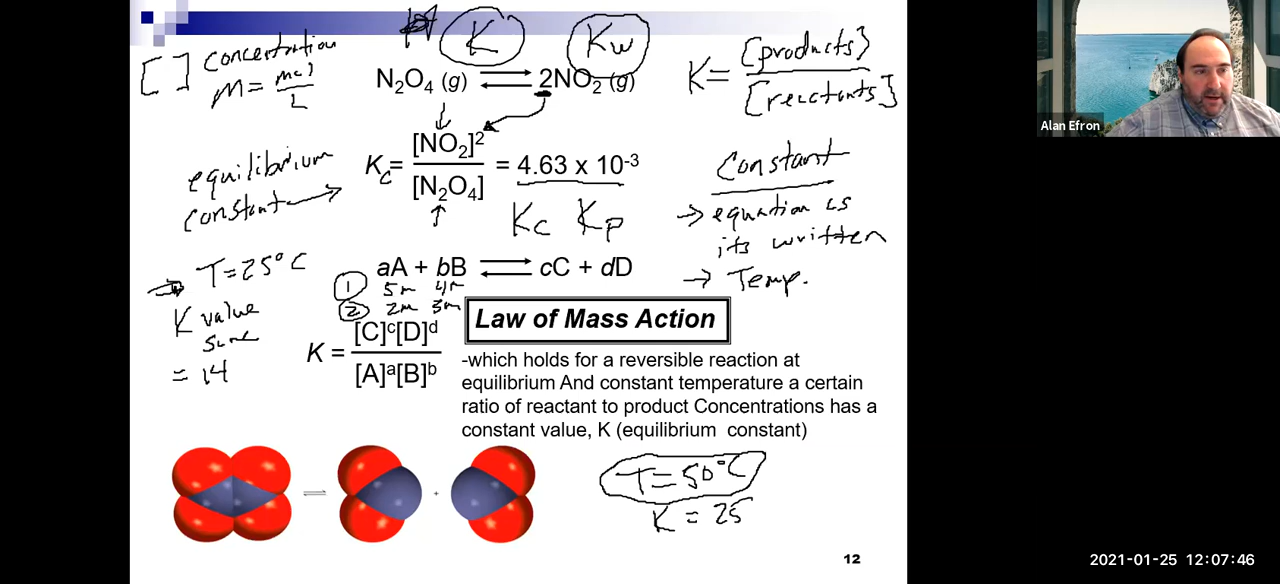 K
Kw
[ ] concentration
M = mol/L
N2O4 (g) ⇌ 2NO2 (g)
K = [products]/[reactants]
Alan Efron
equilibrium
constant →
Kc = [NO2]²/[N2O4] = 4.63 x 10⁻³
Kc Kp
Constant
→ equation as
its written
→ Temp.
→ T = 25°C
K value
= 14
aA + bB ⇌ cC + dD
① 5m 4m
② 2m 3m
K = [C]ᶜ[D]ᵈ/[A]ᵃ[B]ᵇ
Law of Mass Action
-which holds for a reversible reaction at
equilibrium And constant temperature a certain
ratio of reactant to product Concentrations has a
constant value, K (equilibrium constant)
⇌ +
T = 50°C
K = 25
12
2021-01-25 12:07:46